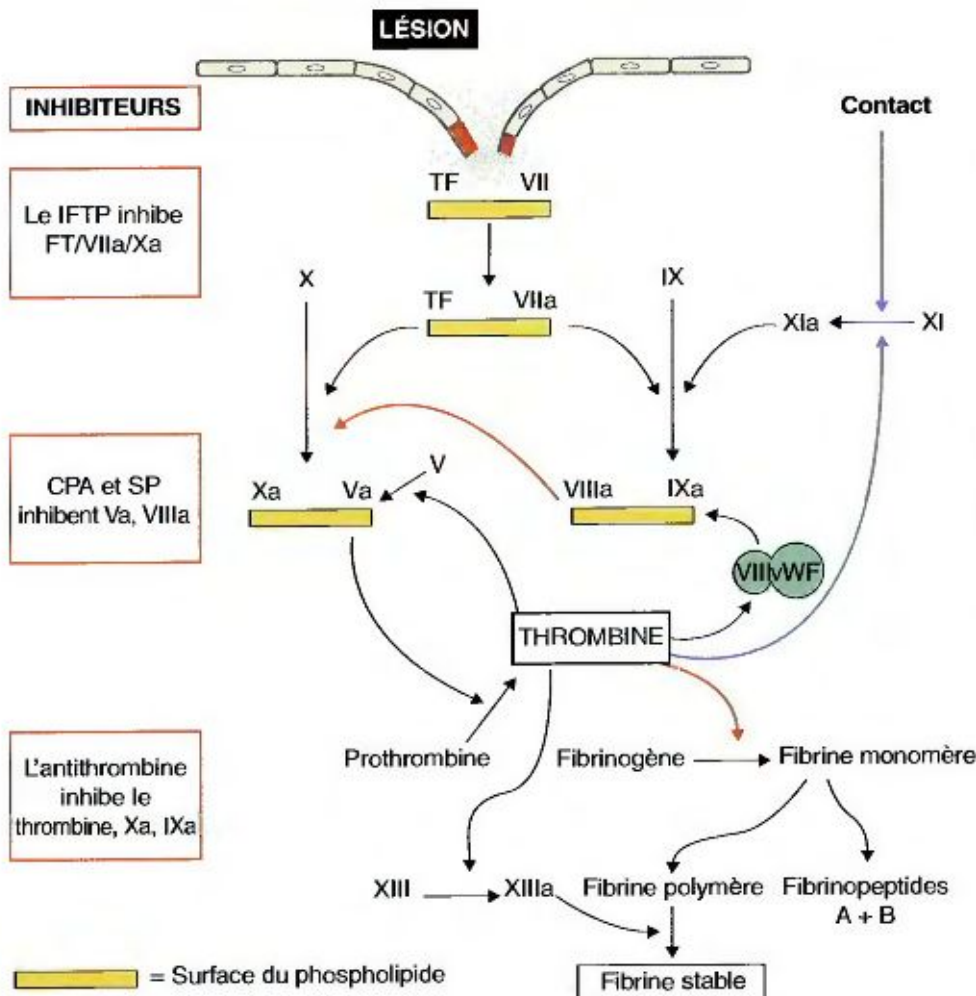 LÉSION
INHIBITEURS
Contact
Le IFTP inhibe
FT/VIIa/Xa
TF VII
X
TF VIIa
IX
XIa
XI
CPA et SP
inhibent Va, VIIIa
Xa Va
V
VIIIa IXa
VIII vWF
THROMBINE
L'antithrombine
inhibe le
thrombine, Xa, IXa
Prothrombine
Fibrinogène
Fibrine monomère
XIII
XIIIa
Fibrine polymère
Fibrinopeptides
A + B
= Surface du phospholipide
Fibrine stable